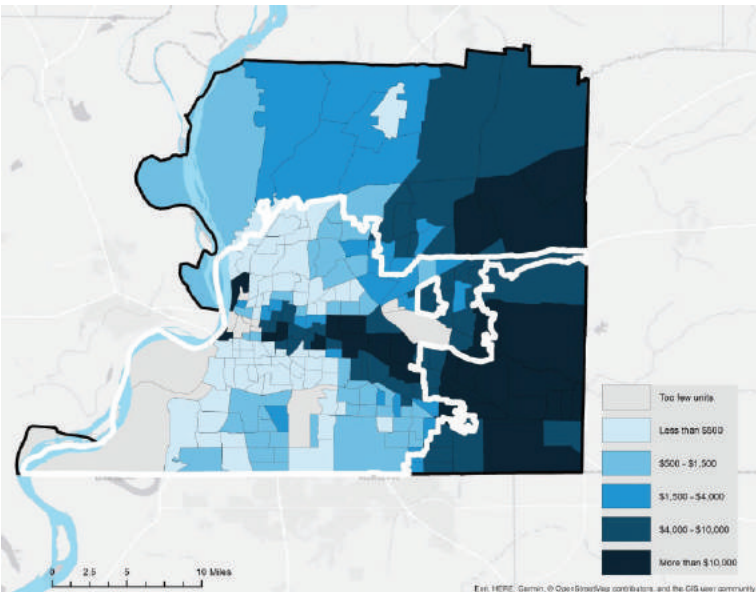 Too few units
Less than $500
$500 - $1,500
$1,500 - $4,000
$4,000 - $10,000
More than $10,000
0 2.5 5 10 Miles
Esri, HERE, Garmin, © OpenStreetMap contributors, and the GIS user community